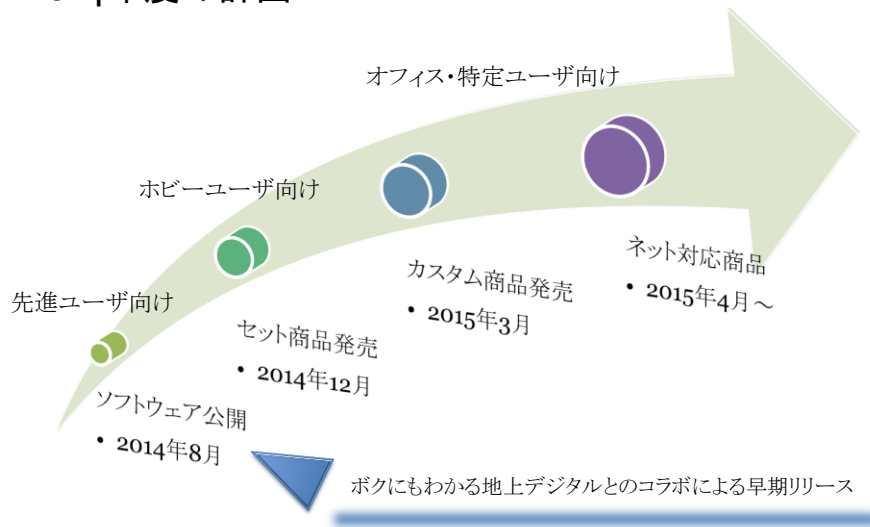 オフィス・特定ユーザ向け
ホビーユーザ向け
先進ユーザ向け
ネット対応商品
• 2015年4月～
カスタム商品発売
• 2015年3月
セット商品発売
• 2014年12月
ソフトウェア公開
• 2014年8月
ボクにもわかる地上デジタルとのコラボによる早期リリース